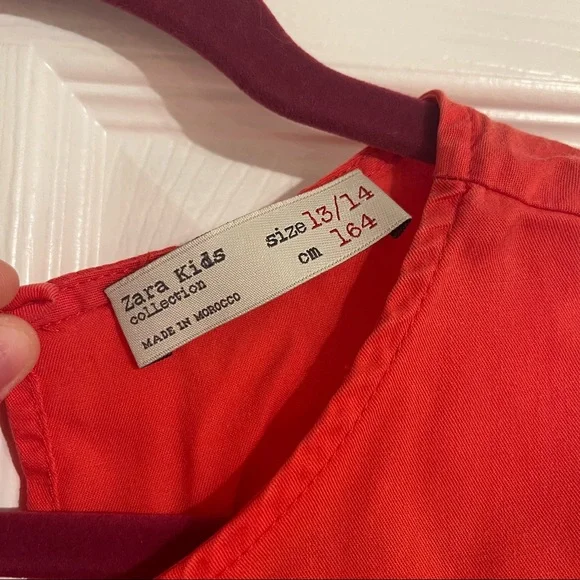 Zara Kids
collection
MADE IN MOROCCO
size 13/14
cm 164